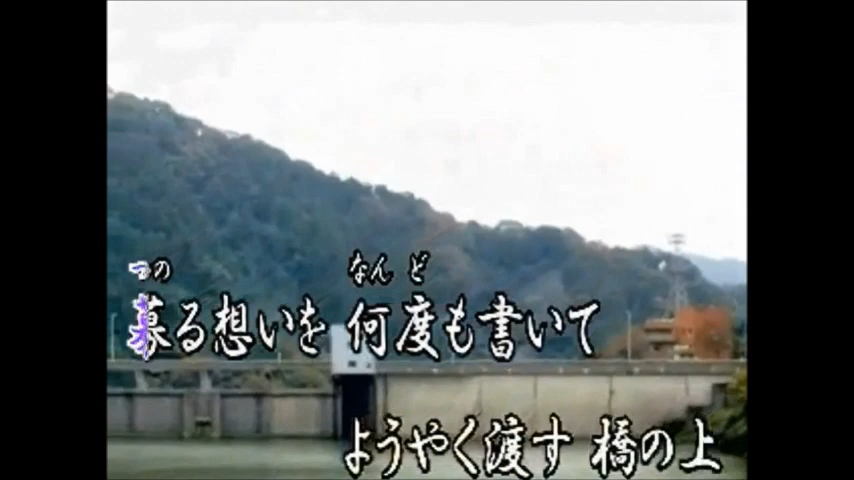 つの なんど
募る想いを 何度も書いて
ようやく渡す 橋の上